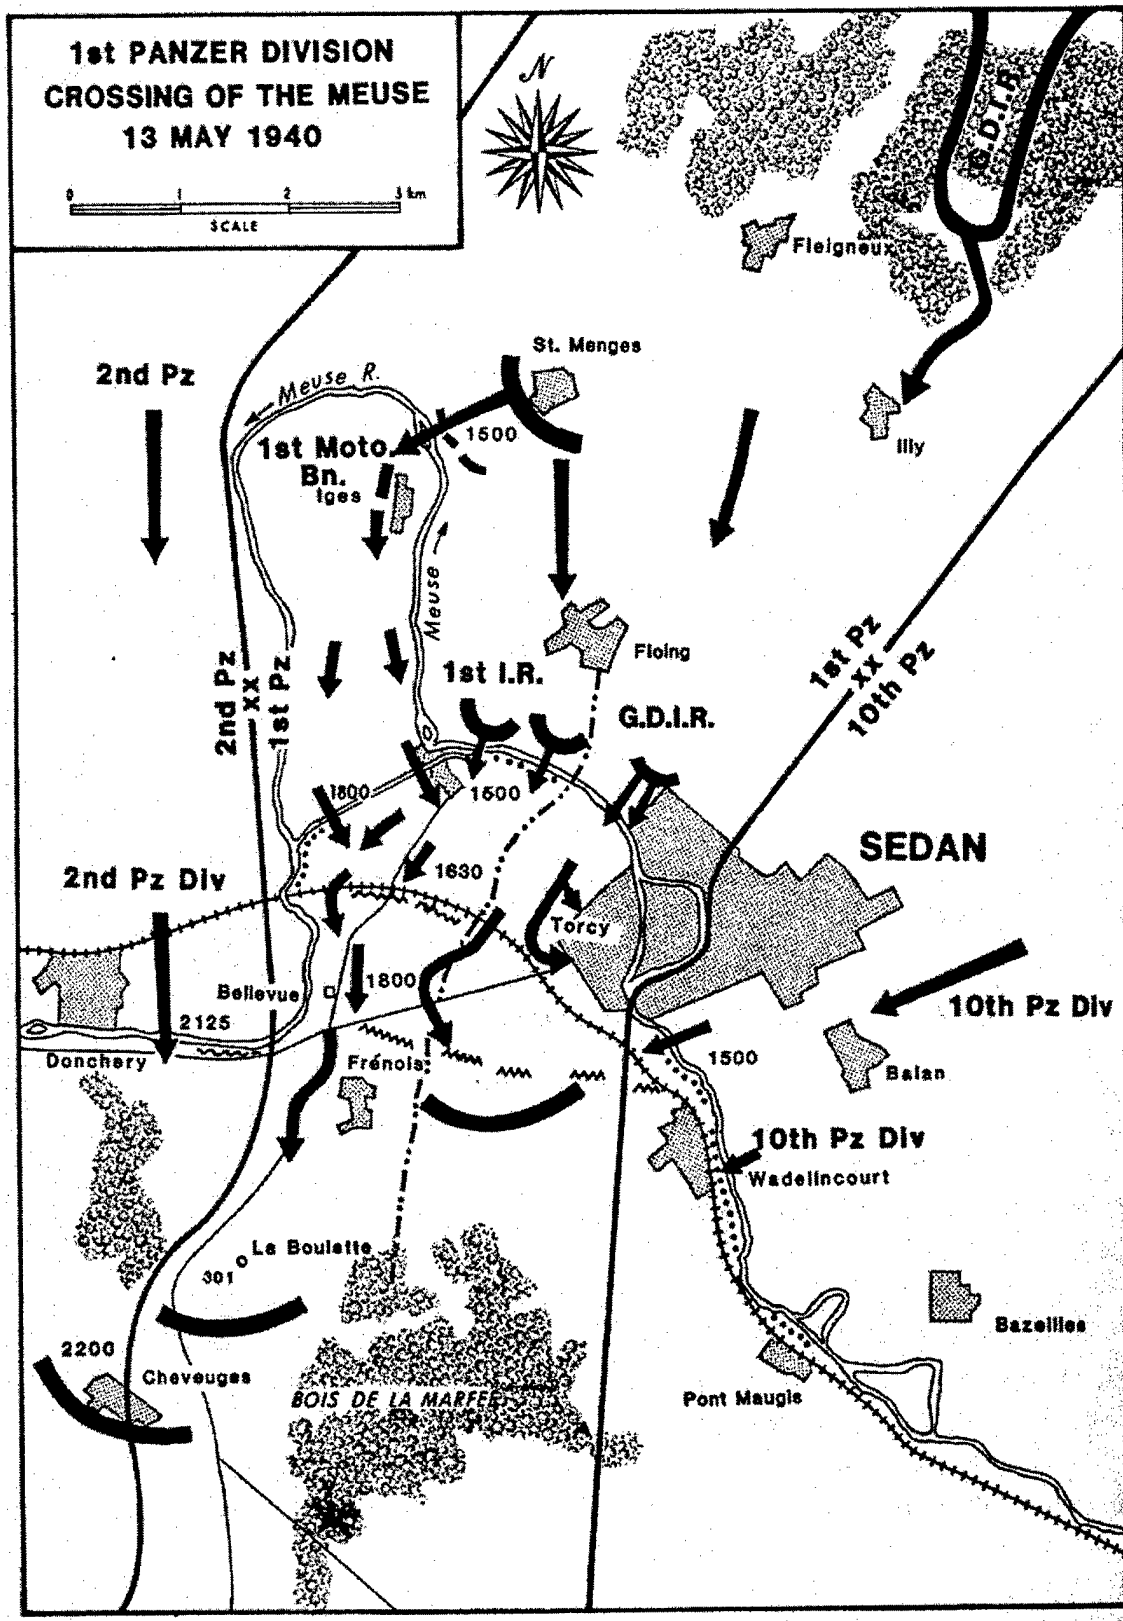 1st PANZER DIVISION
CROSSING OF THE MEUSE
13 MAY 1940
0 1 2 3 km
SCALE
N
G.D.I.R.
Fleigneux
St. Menges
2nd Pz
Meuse R.
1500
1st Moto.
Bn.
Iges
Illy
Meuse
Floing
1st Pz
XX
10th Pz
2nd Pz
XX
1st Pz
1st I.R.
G.D.I.R.
1800
1500
SEDAN
1630
2nd Pz Div
Torcy
Bellevue
1800
10th Pz Div
2125
1500
Donchery
Frénois
Balan
10th Pz Div
Wadelincourt
La Boulette
301
Bazeilles
2200
Cheveuges
BOIS DE LA MARFEE
Pont Maugis